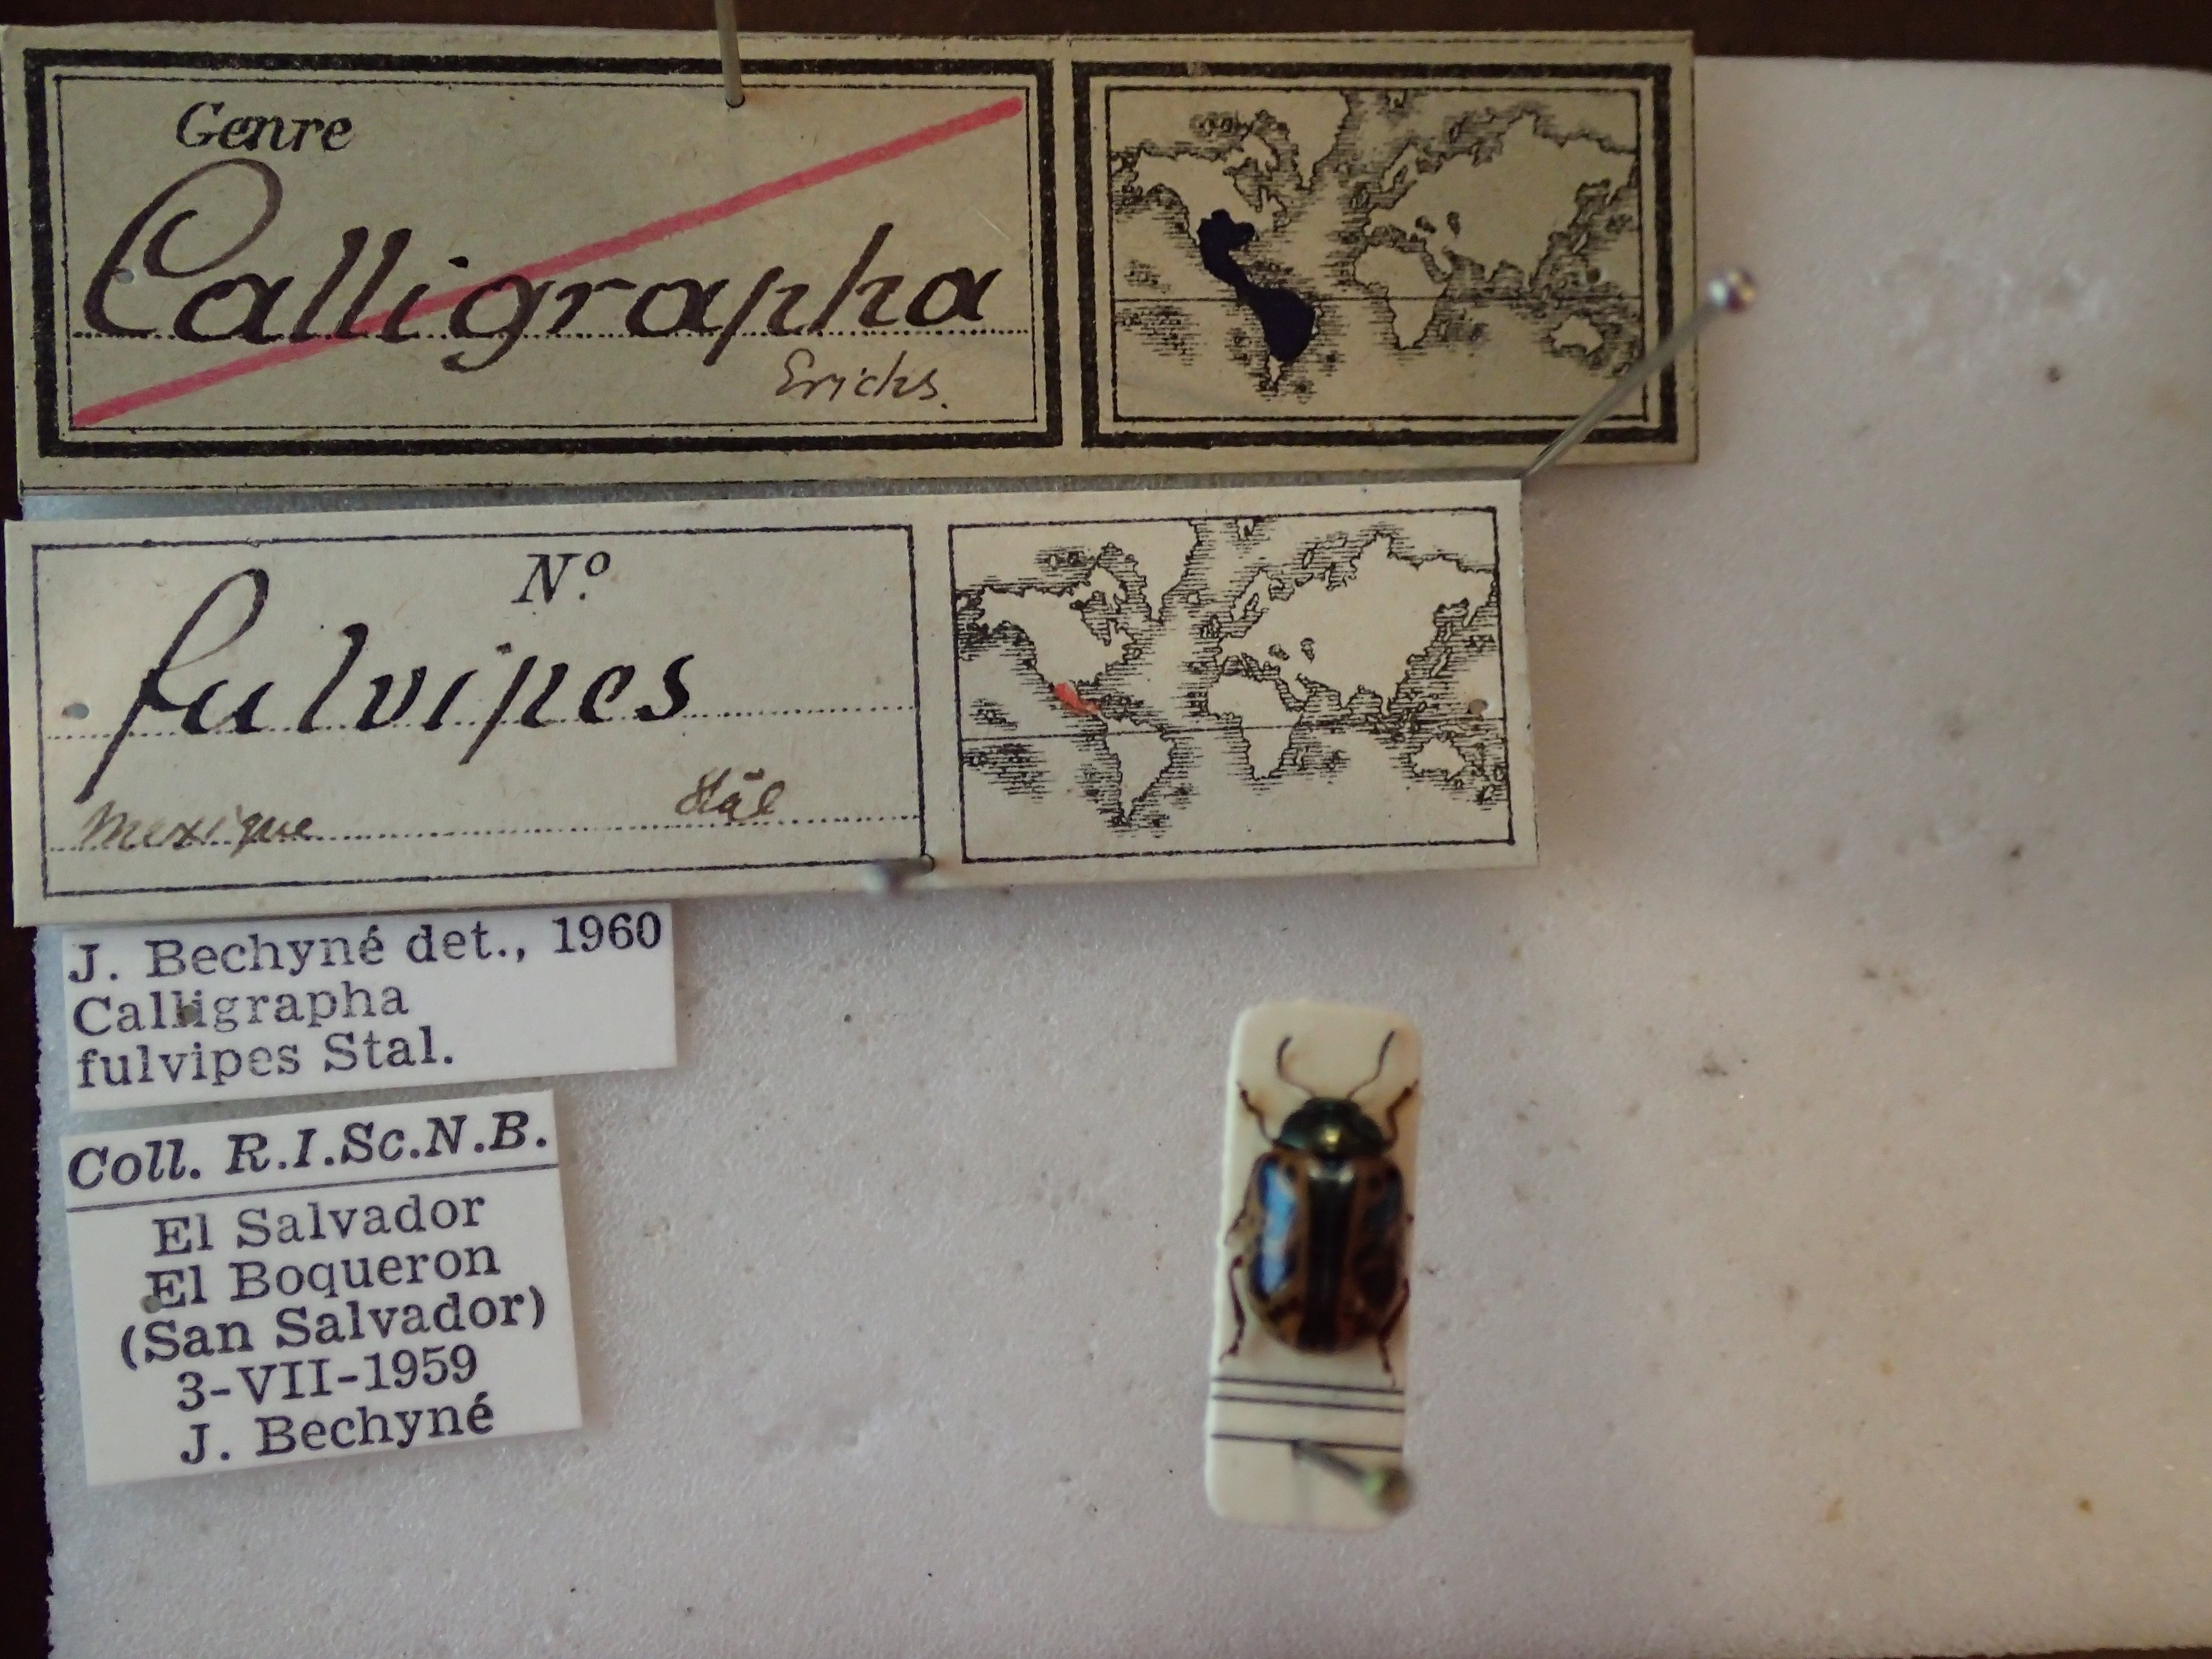 Genre
Calligrapha
Erichs.
N.o
fulvipes
Mexique Stål
J. Bechyné det., 1960
Calligrapha
fulvipes Stal.
Coll. R.I.Sc.N.B.
El Salvador
El Boqueron
(San Salvador)
3-VII-1959
J. Bechyné